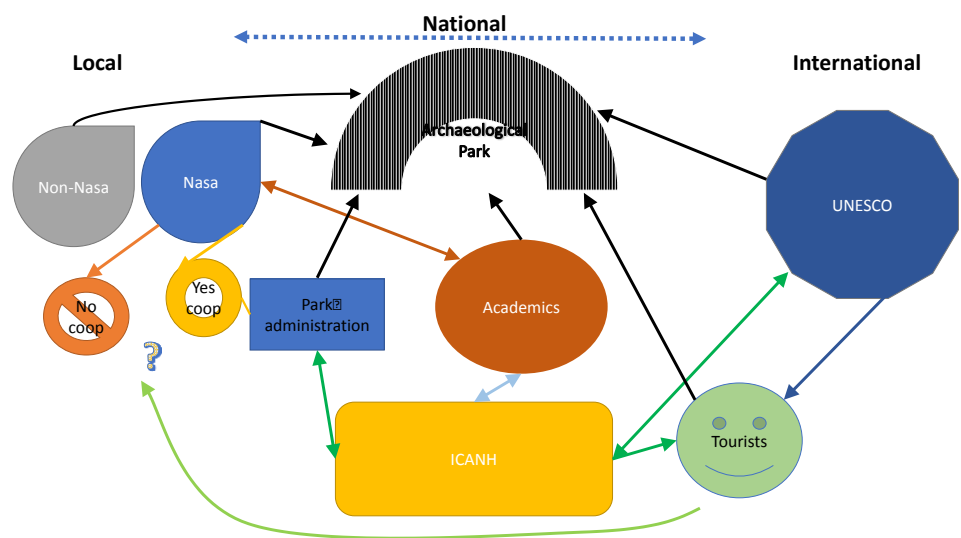 National
Local
International
Archaeological
Park
Non-Nasa
Nasa
UNESCO
No
coop
Yes
coop
Park⍰
administration
Academics
?
Tourists
ICANH